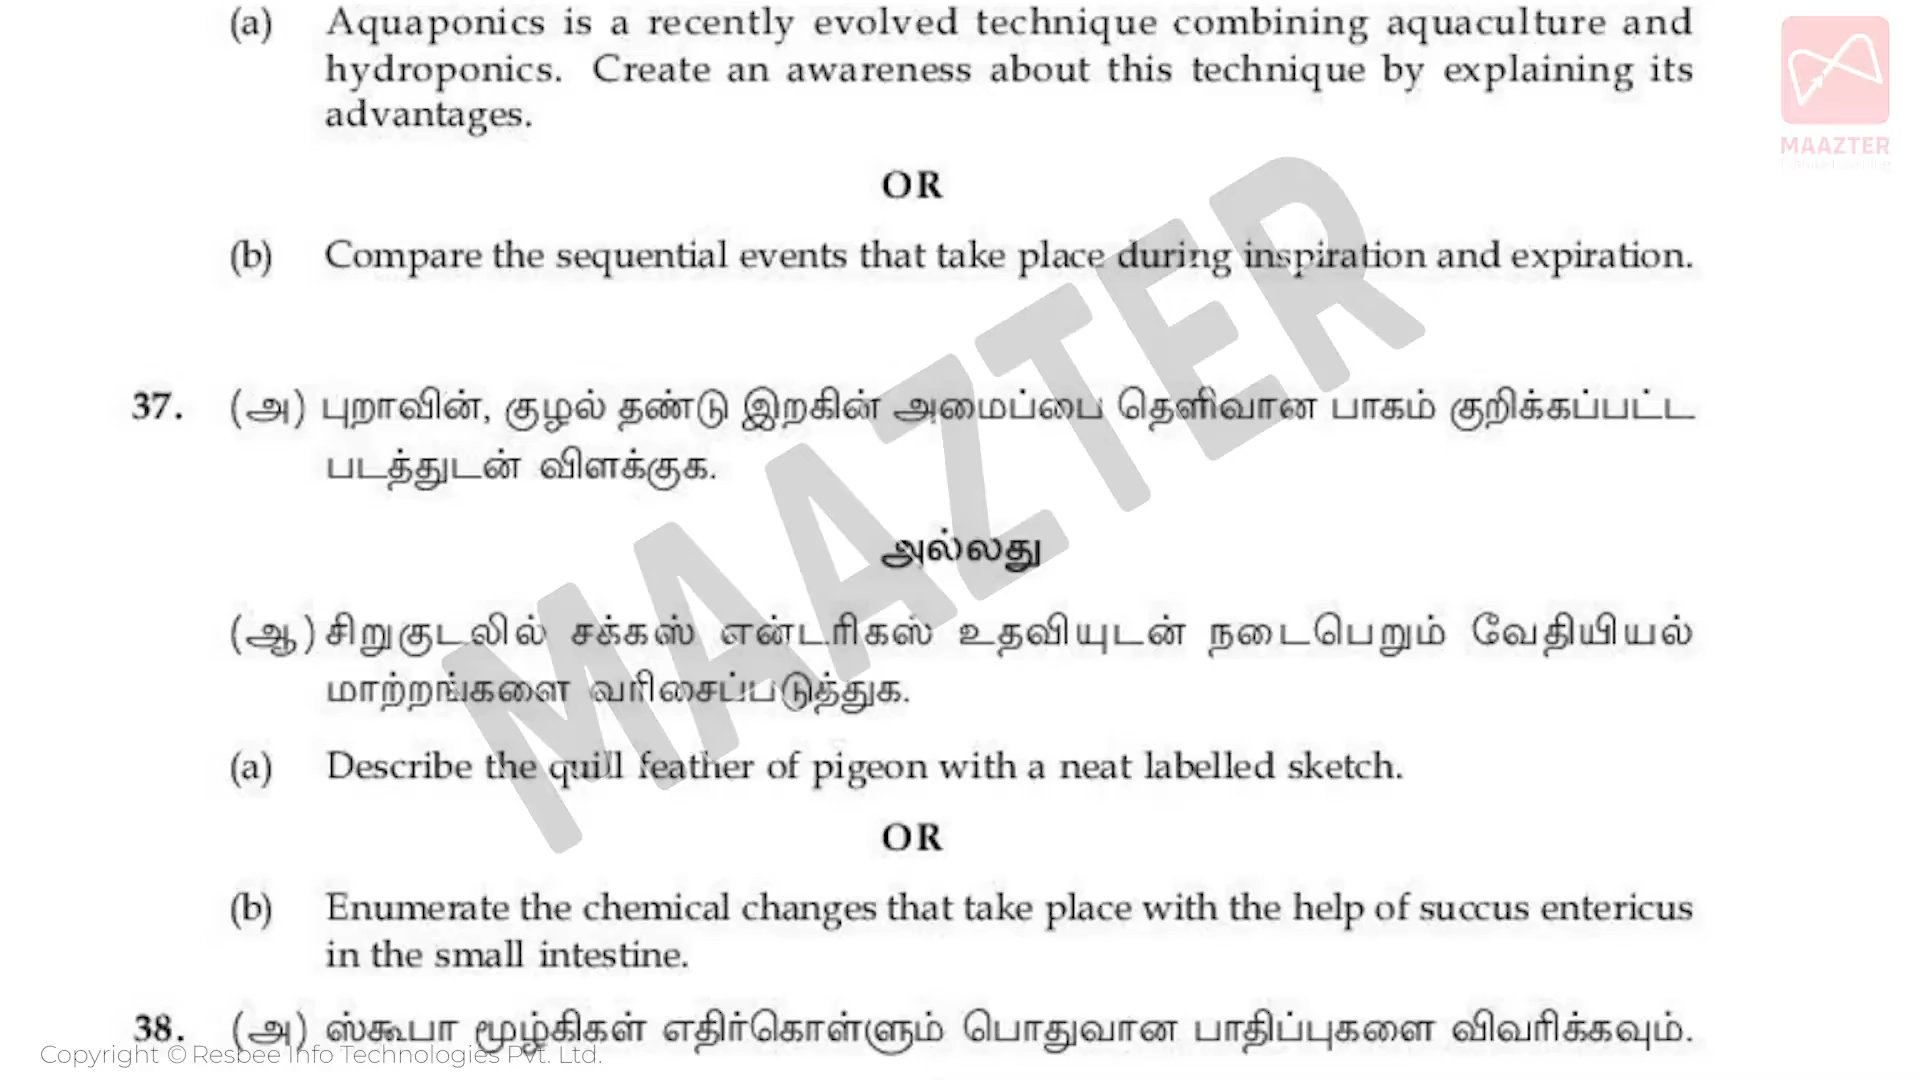 (a) Aquaponics is a recently evolved technique combining aquaculture and
hydroponics. Create an awareness about this technique by explaining its
advantages.
OR
(b) Compare the sequential events that take place during inspiration and expiration.
37. (அ) புறாவின், குழல் தண்டு இறகின் அமைப்பை தெளிவான பாகம் குறிக்கப்பட்ட
படத்துடன் விளக்குக.
அல்லது
(ஆ) சிறுகுடலில் சக்கஸ் என்டரிகஸ் உதவியுடன் நடைபெறும் வேதியியல்
மாற்றங்களை வரிசைப்படுத்துக.
(a) Describe the quill feather of pigeon with a neat labelled sketch.
OR
(b) Enumerate the chemical changes that take place with the help of succus entericus
in the small intestine.
38. (அ) ஸ்கூபா மூழ்கிகள் எதிர்கொள்ளும் பொதுவான பாதிப்புகளை விவரிக்கவும்.
Copyright © Resbee Info Technologies Pvt. Ltd.
MAAZTER
MAAZTER